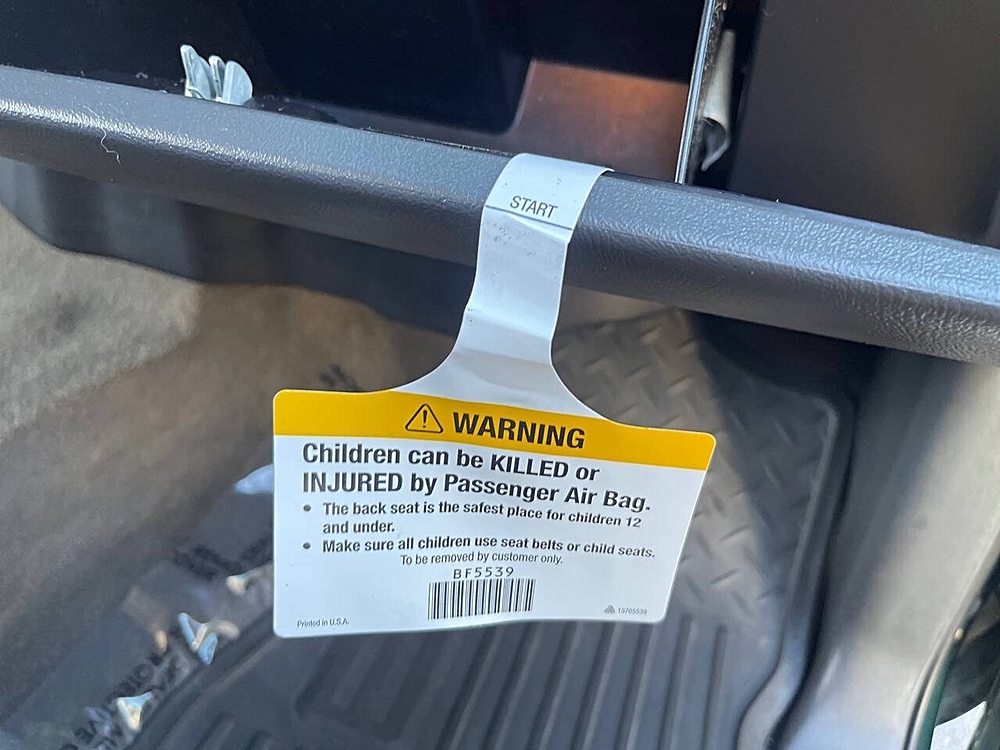 START
WARNING
Children can be KILLED or
INJURED by Passenger Air Bag.
• The back seat is the safest place for children 12
and under.
• Make sure all children use seat belts or child seats.
To be removed by customer only.
BF5539
Printed in U.S.A.
15765539